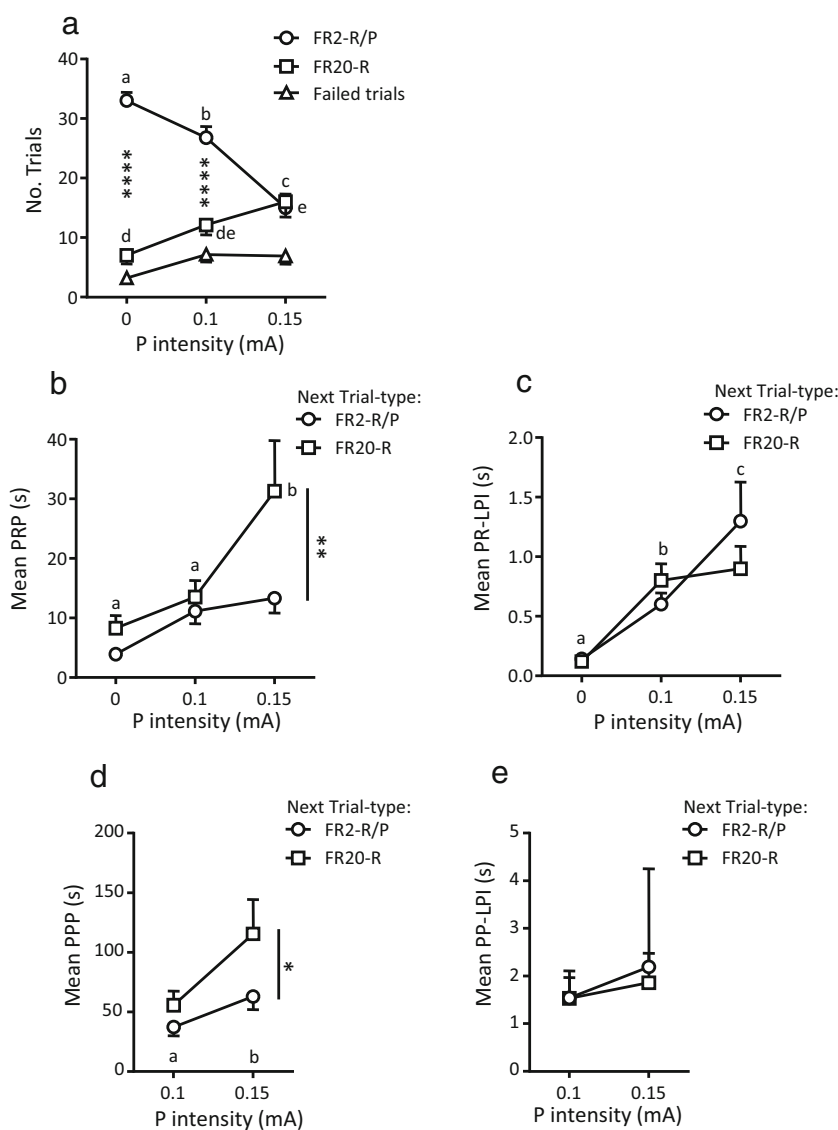 a
FR2-R/P
FR20-R
Failed trials
No. Trials
40
30
20
10
0
a
b
c
d
de
e
****
****
0
0.1
0.15
P intensity (mA)
b
Next Trial-type:
FR2-R/P
FR20-R
Mean PRP (s)
40
30
20
10
0
a
a
b
**
0
0.1
0.15
P intensity (mA)
c
Next Trial-type:
FR2-R/P
FR20-R
Mean PR-LPI (s)
2.0
1.5
1.0
0.5
0.0
a
b
c
0
0.1
0.15
P intensity (mA)
d
Next Trial-type:
FR2-R/P
FR20-R
Mean PPP (s)
200
150
100
50
0
a
b
*
0.1
0.15
P intensity (mA)
e
Next Trial-type:
FR2-R/P
FR20-R
Mean PP-LPI (s)
5
4
3
2
1
0
0.1
0.15
P intensity (mA)